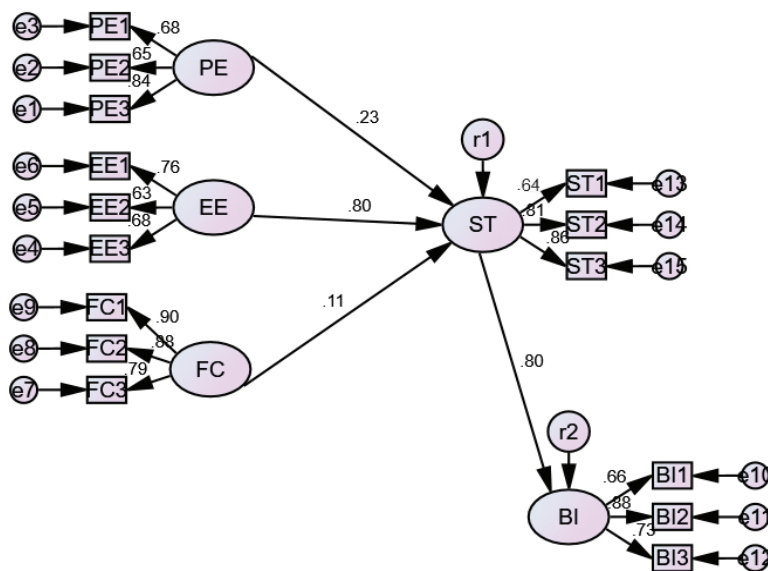 e3
PE1
.68
e2
PE2
.65
PE
e1
PE3
.84
.23
r1
e6
EE1
.76
e5
EE2
.63
EE
e4
EE3
.68
.80
ST
.64
ST1
e13
.81
ST2
e14
.86
ST3
e15
e9
FC1
.90
e8
FC2
.88
FC
e7
FC3
.79
.11
.80
r2
BI
.66
BI1
e10
.88
BI2
e11
.73
BI3
e12